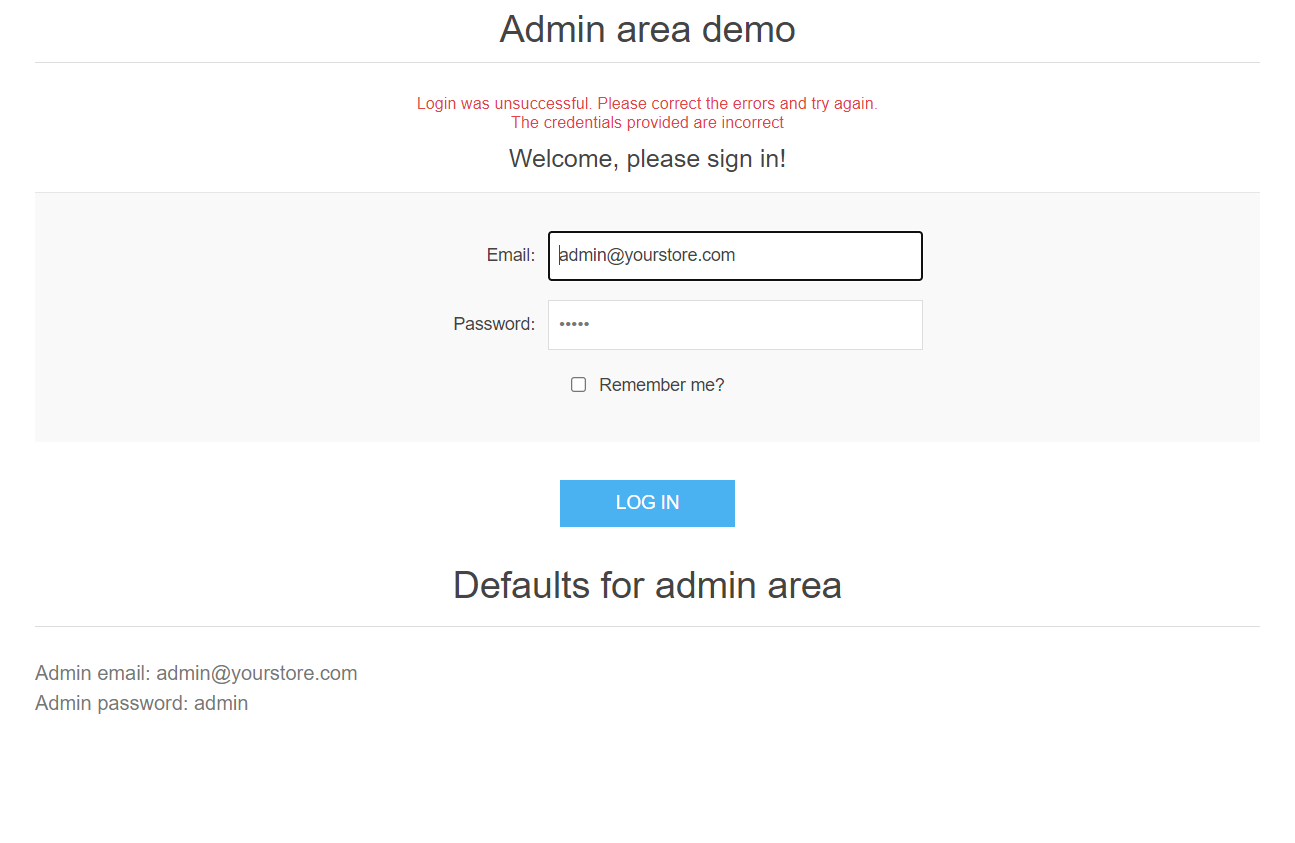 Admin area demo
Login was unsuccessful. Please correct the errors and try again.
The credentials provided are incorrect
Welcome, please sign in!
Email: admin@yourstore.com
Password: •••••
Remember me?
LOG IN
Defaults for admin area
Admin email: admin@yourstore.com
Admin password: admin